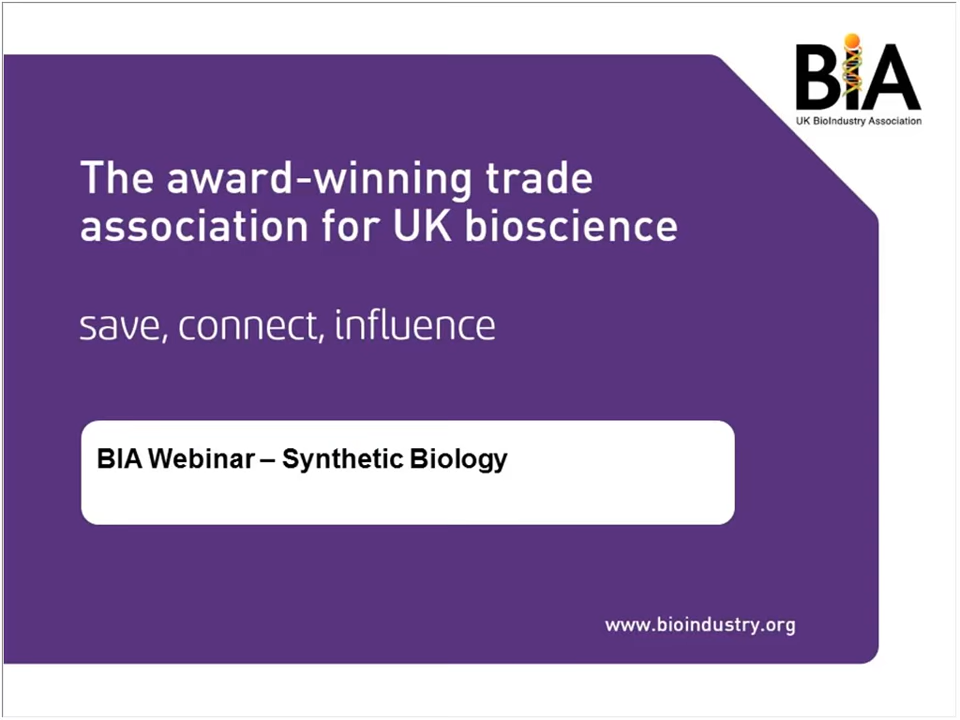 BIA
UK BioIndustry Association
The award-winning trade
association for UK bioscience
save, connect, influence
BIA Webinar – Synthetic Biology
www.bioindustry.org